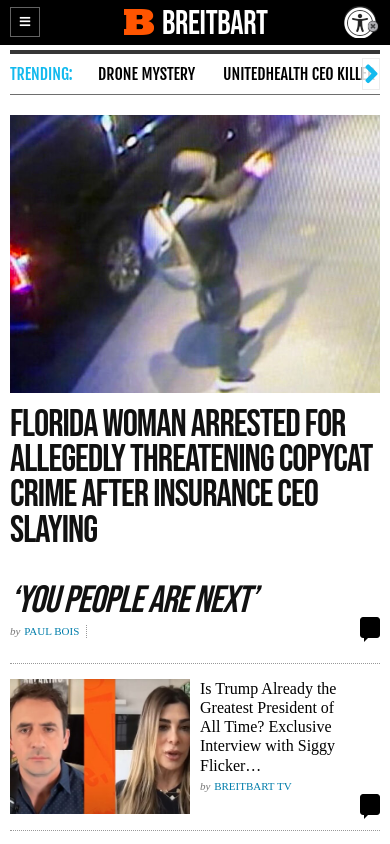 BREITBART
TRENDING: DRONE MYSTERY UNITEDHEALTH CEO
FLORIDA WOMAN ARRESTED FOR
ALLEGEDLY THREATENING COPYCAT
CRIME AFTER INSURANCE CEO
SLAYING
‘YOU PEOPLE ARE NEXT’
by PAUL BOIS
Is Trump Already the
Greatest President of
All Time? Exclusive
Interview with Siggy
Flicker…
by BREITBART TV